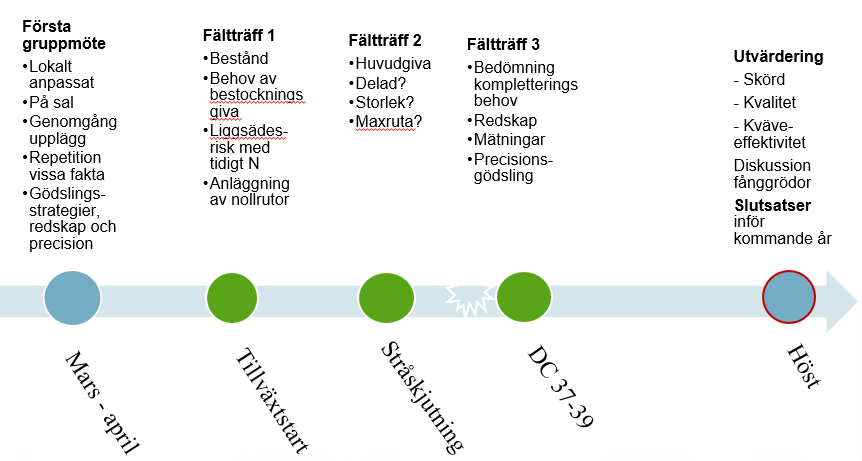 Första
gruppmöte
•Lokalt
anpassat
•På sal
•Genomgång
upplägg
•Repetition
vissa fakta
•Gödslings-
strategier,
redskap och
precision
Fältträff 1
•Bestånd
•Behov av
bestocknings
giva
•Liggsädes-
risk med
tidigt N
•Anläggning
av nollrutor
Fältträff 2
•Huvudgiva
•Delad?
•Storlek?
•Maxruta?
Fältträff 3
•Bedömning
kompletterings
behov
•Redskap
•Mätningar
•Precisions-
gödsling
Utvärdering
- Skörd
- Kvalitet
- Kväve-
effektivitet
Diskussion
fånggrödor
Slutsatser
inför
kommande år
Mars - april
Tillväxtstart
Stråskjutning
DC 37-39
Höst